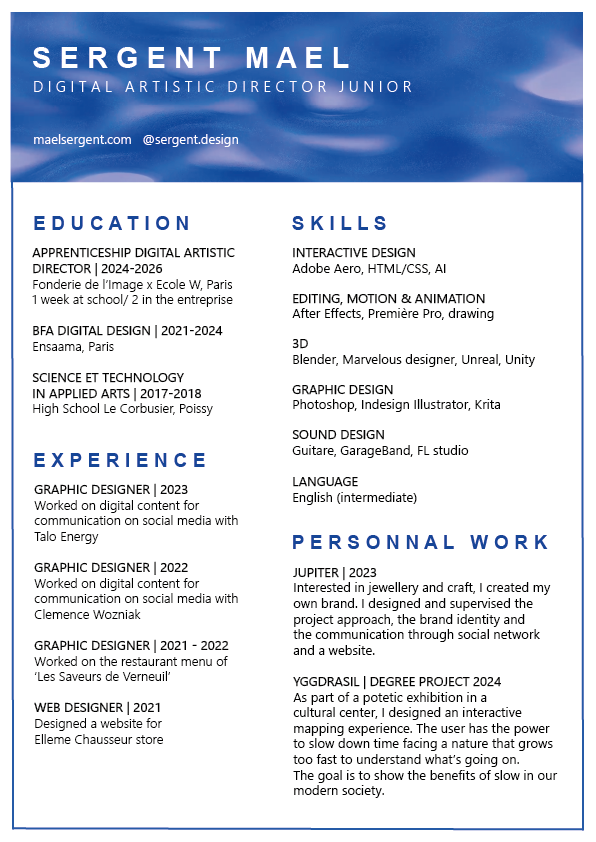 SERGENT MAEL
DIGITAL ARTISTIC DIRECTOR JUNIOR
maelsergent.com @sergent.design
EDUCATION
APPRENTICESHIP DIGITAL ARTISTIC
DIRECTOR | 2024-2026
Fonderie de l'Image x Ecole W, Paris
1 week at school/ 2 in the entreprise
BFA DIGITAL DESIGN | 2021-2024
Ensaama, Paris
SCIENCE ET TECHNOLOGY
IN APPLIED ARTS | 2017-2018
High School Le Corbusier, Poissy
EXPERIENCE
GRAPHIC DESIGNER | 2023
Worked on digital content for
communication on social media with
Talo Energy
GRAPHIC DESIGNER | 2022
Worked on digital content for
communication on social media with
Clemence Wozniak
GRAPHIC DESIGNER | 2021 - 2022
Worked on the restaurant menu of
'Les Saveurs de Verneuil'
WEB DESIGNER | 2021
Designed a website for
Elleme Chausseur store
SKILLS
INTERACTIVE DESIGN
Adobe Aero, HTML/CSS, AI
EDITING, MOTION & ANIMATION
After Effects, Première Pro, drawing
3D
Blender, Marvelous designer, Unreal, Unity
GRAPHIC DESIGN
Photoshop, Indesign Illustrator, Krita
SOUND DESIGN
Guitare, GarageBand, FL studio
LANGUAGE
English (intermediate)
PERSONNAL WORK
JUPITER | 2023
Interested in jewellery and craft, I created my
own brand. I designed and supervised the
project approach, the brand identity and
the communication through social network
and a website.
YGGDRASIL | DEGREE PROJECT 2024
As part of a potetic exhibition in a
cultural center, I designed an interactive
mapping experience. The user has the power
to slow down time facing a nature that grows
too fast to understand what's going on.
The goal is to show the benefits of slow in our
modern society.